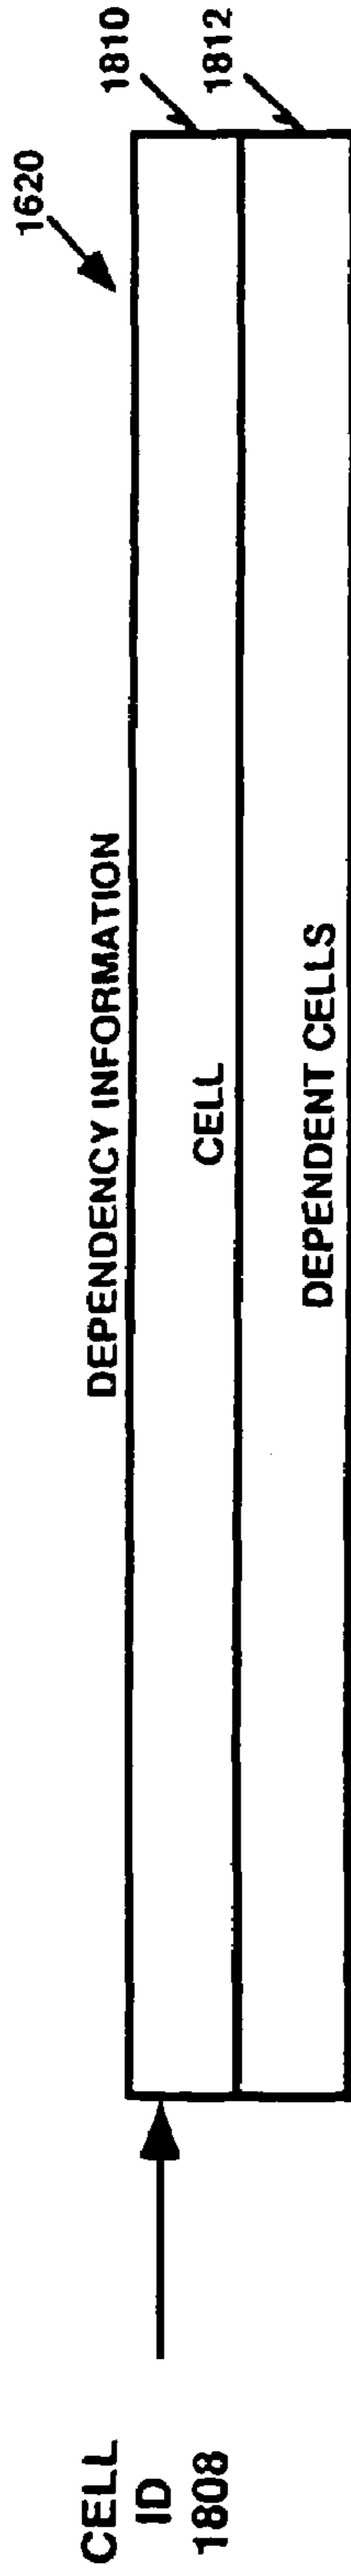 1620
DEPENDENCY INFORMATION
CELL
ID
1808
CELL
1810
DEPENDENT CELLS
1812